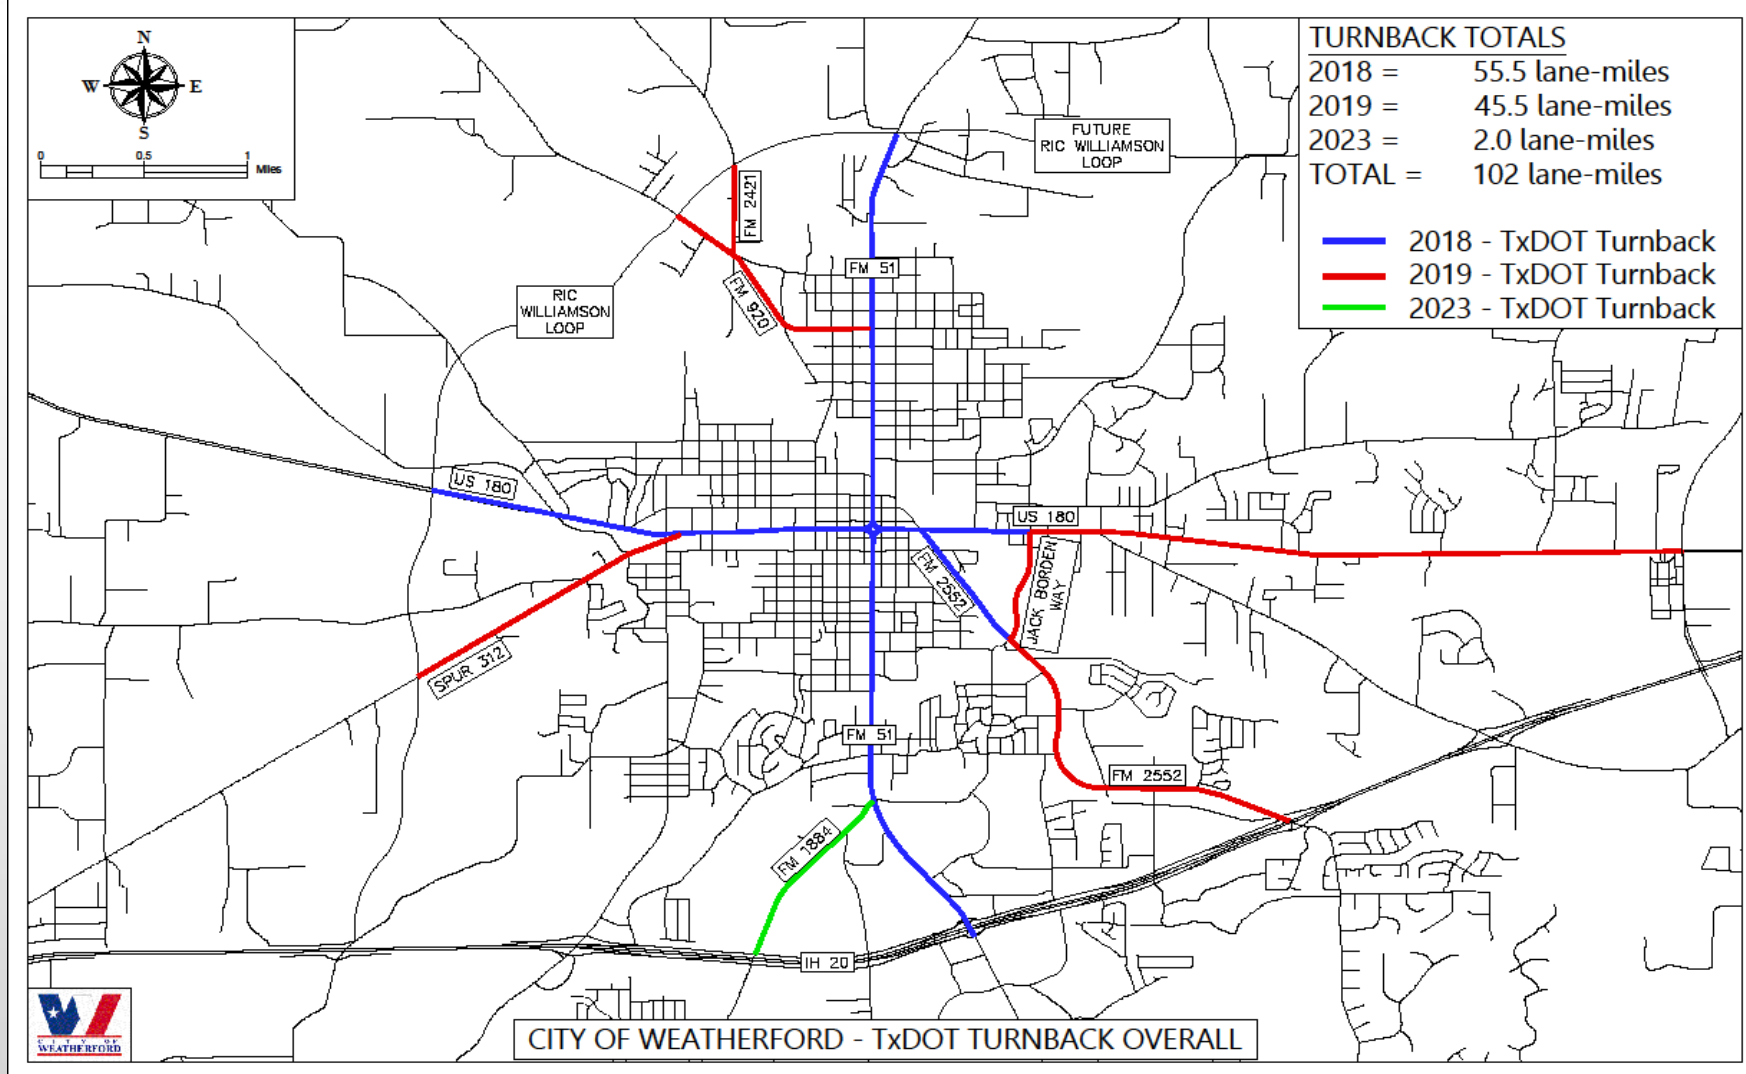 N
W E
S
0 0.5 1
Miles
TURNBACK TOTALS
2018 = 55.5 lane-miles
2019 = 45.5 lane-miles
2023 = 2.0 lane-miles
TOTAL = 102 lane-miles
2018 - TxDOT Turnback
2019 - TxDOT Turnback
2023 - TxDOT Turnback
FUTURE
RIC WILLIAMSON
LOOP
FM 2421
FM 51
FM 920
RIC
WILLIAMSON
LOOP
US 180
US 180
FM 2552
JACK BORDEN
WAY
SPUR 312
FM 51
FM 2552
FM 1884
IH 20
W
CITY OF
WEATHERFORD
CITY OF WEATHERFORD - TxDOT TURNBACK OVERALL